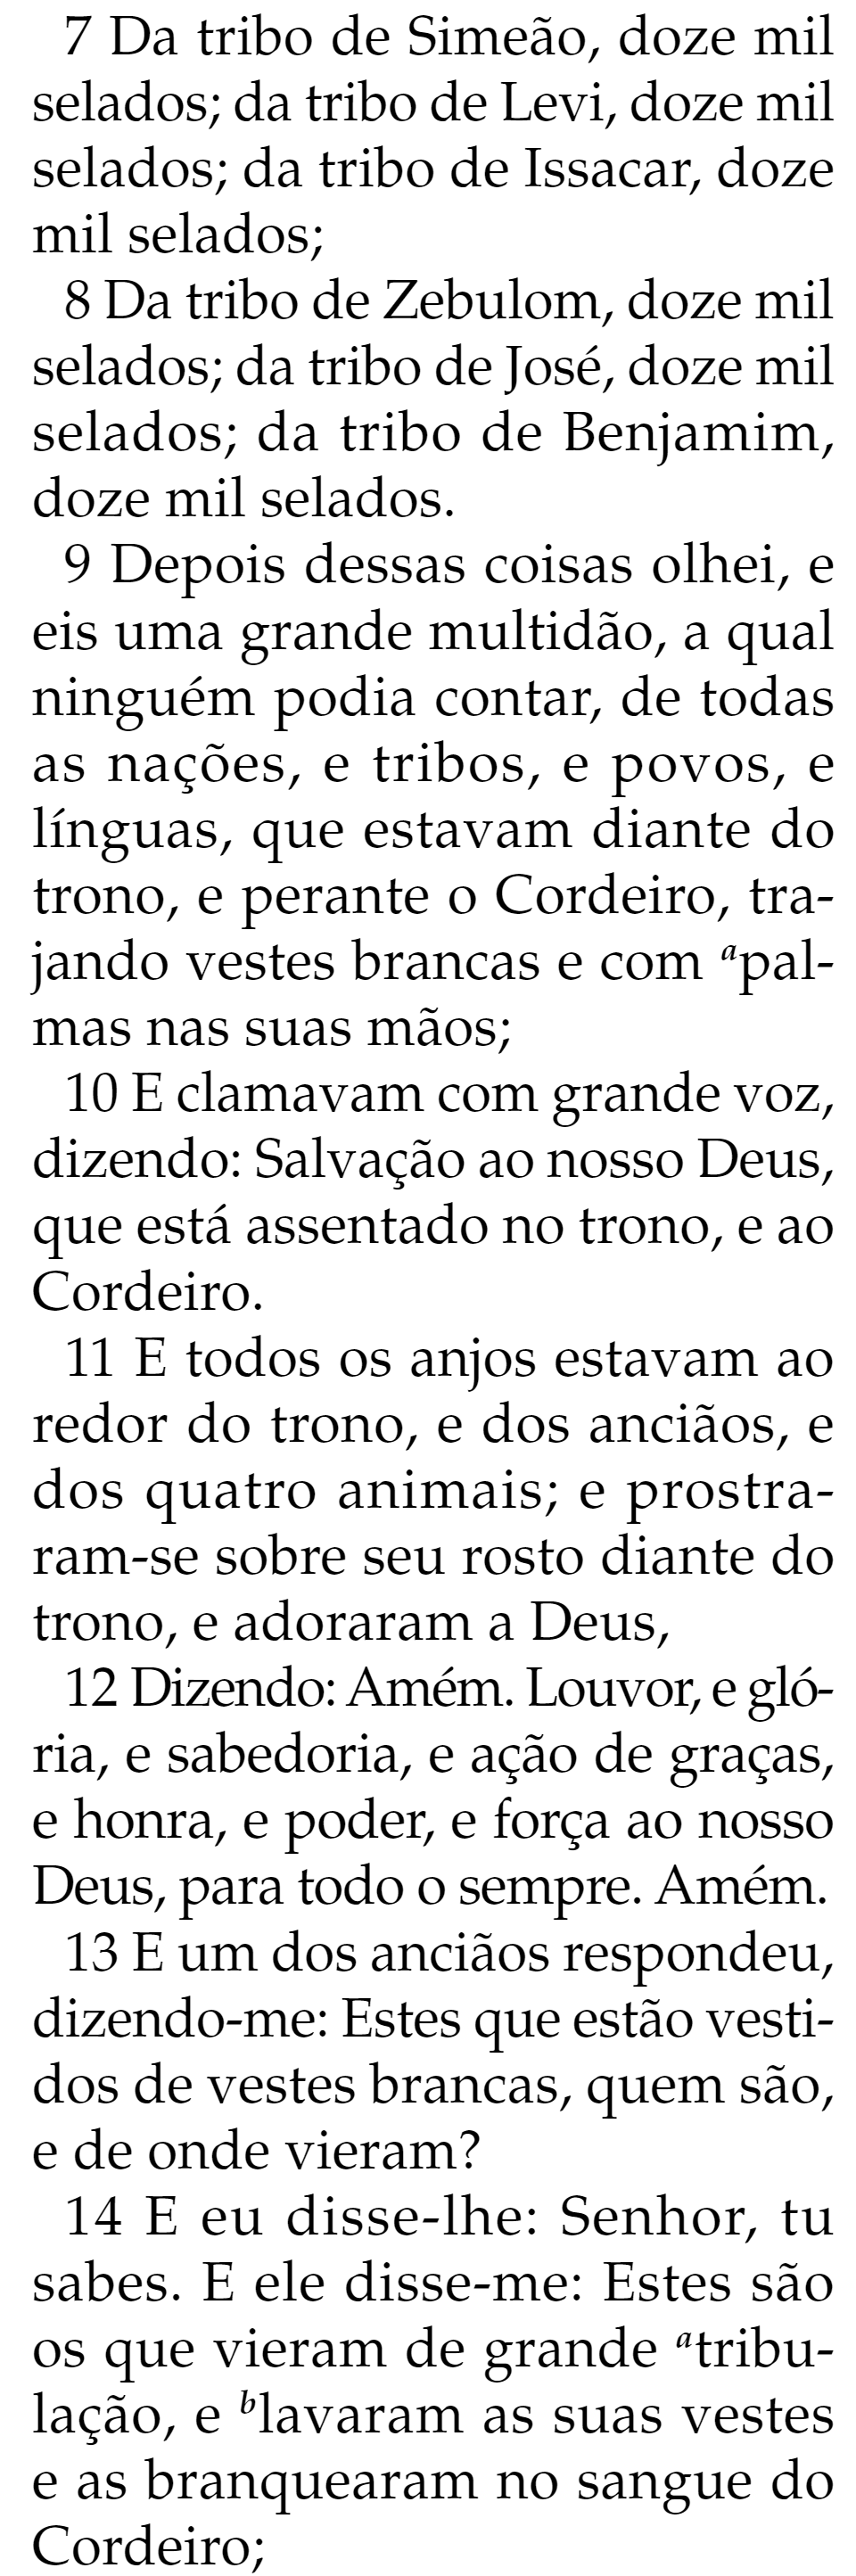 7 Da tribo de Simeão, doze mil
selados; da tribo de Levi, doze mil
selados; da tribo de Issacar, doze
mil selados;
8 Da tribo de Zebulom, doze mil
selados; da tribo de José, doze mil
selados; da tribo de Benjamim,
doze mil selados.
9 Depois dessas coisas olhei, e
eis uma grande multidão, a qual
ninguém podia contar, de todas
as nações, e tribos, e povos, e
línguas, que estavam diante do
trono, e perante o Cordeiro, tra-
jando vestes brancas e com ᵃpal-
mas nas suas mãos;
10 E clamavam com grande voz,
dizendo: Salvação ao nosso Deus,
que está assentado no trono, e ao
Cordeiro.
11 E todos os anjos estavam ao
redor do trono, e dos anciãos, e
dos quatro animais; e prostra-
ram-se sobre seu rosto diante do
trono, e adoraram a Deus,
12 Dizendo: Amém. Louvor, e gló-
ria, e sabedoria, e ação de graças,
e honra, e poder, e força ao nosso
Deus, para todo o sempre. Amém.
13 E um dos anciãos respondeu,
dizendo-me: Estes que estão vesti-
dos de vestes brancas, quem são,
e de onde vieram?
14 E eu disse-lhe: Senhor, tu
sabes. E ele disse-me: Estes são
os que vieram de grande ᵃtribu-
lação, e ᵇlavaram as suas vestes
e as branquearam no sangue do
Cordeiro;